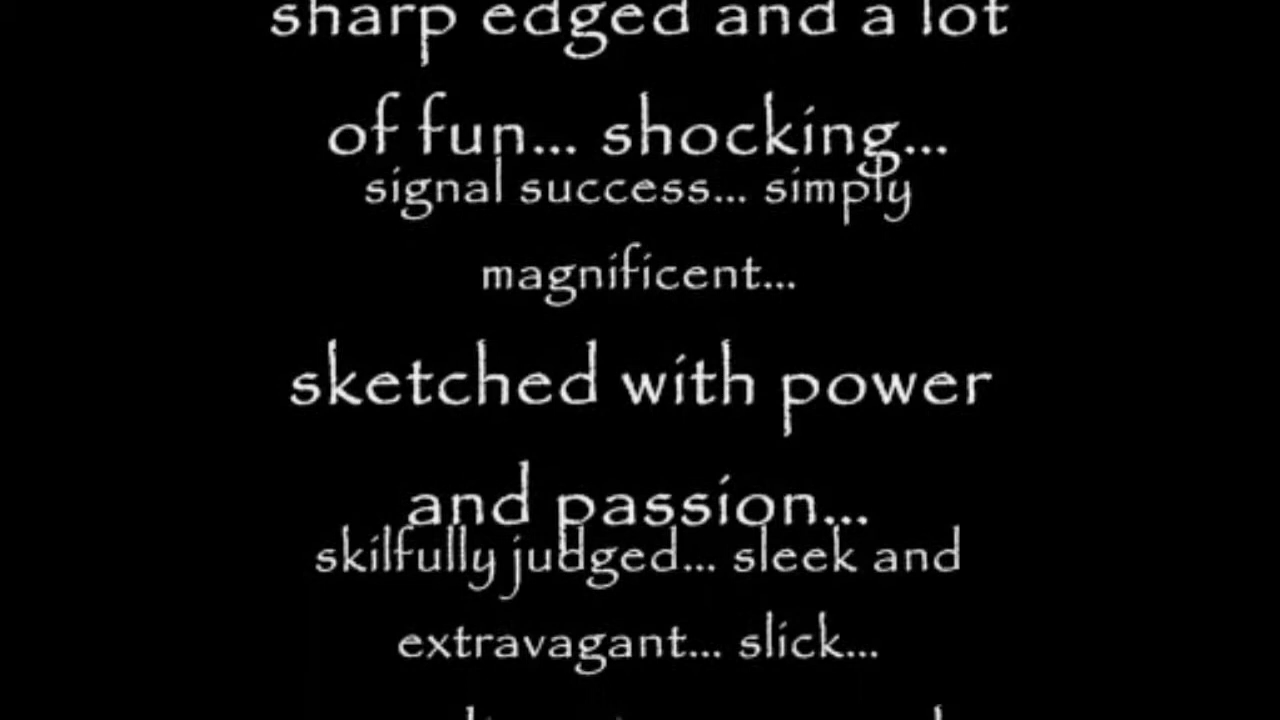 sharp edged and a lot
of fun... shocking...
signal success... simply
magnificent...
sketched with power
and passion...
skilfully judged... sleek and
extravagant... slick...